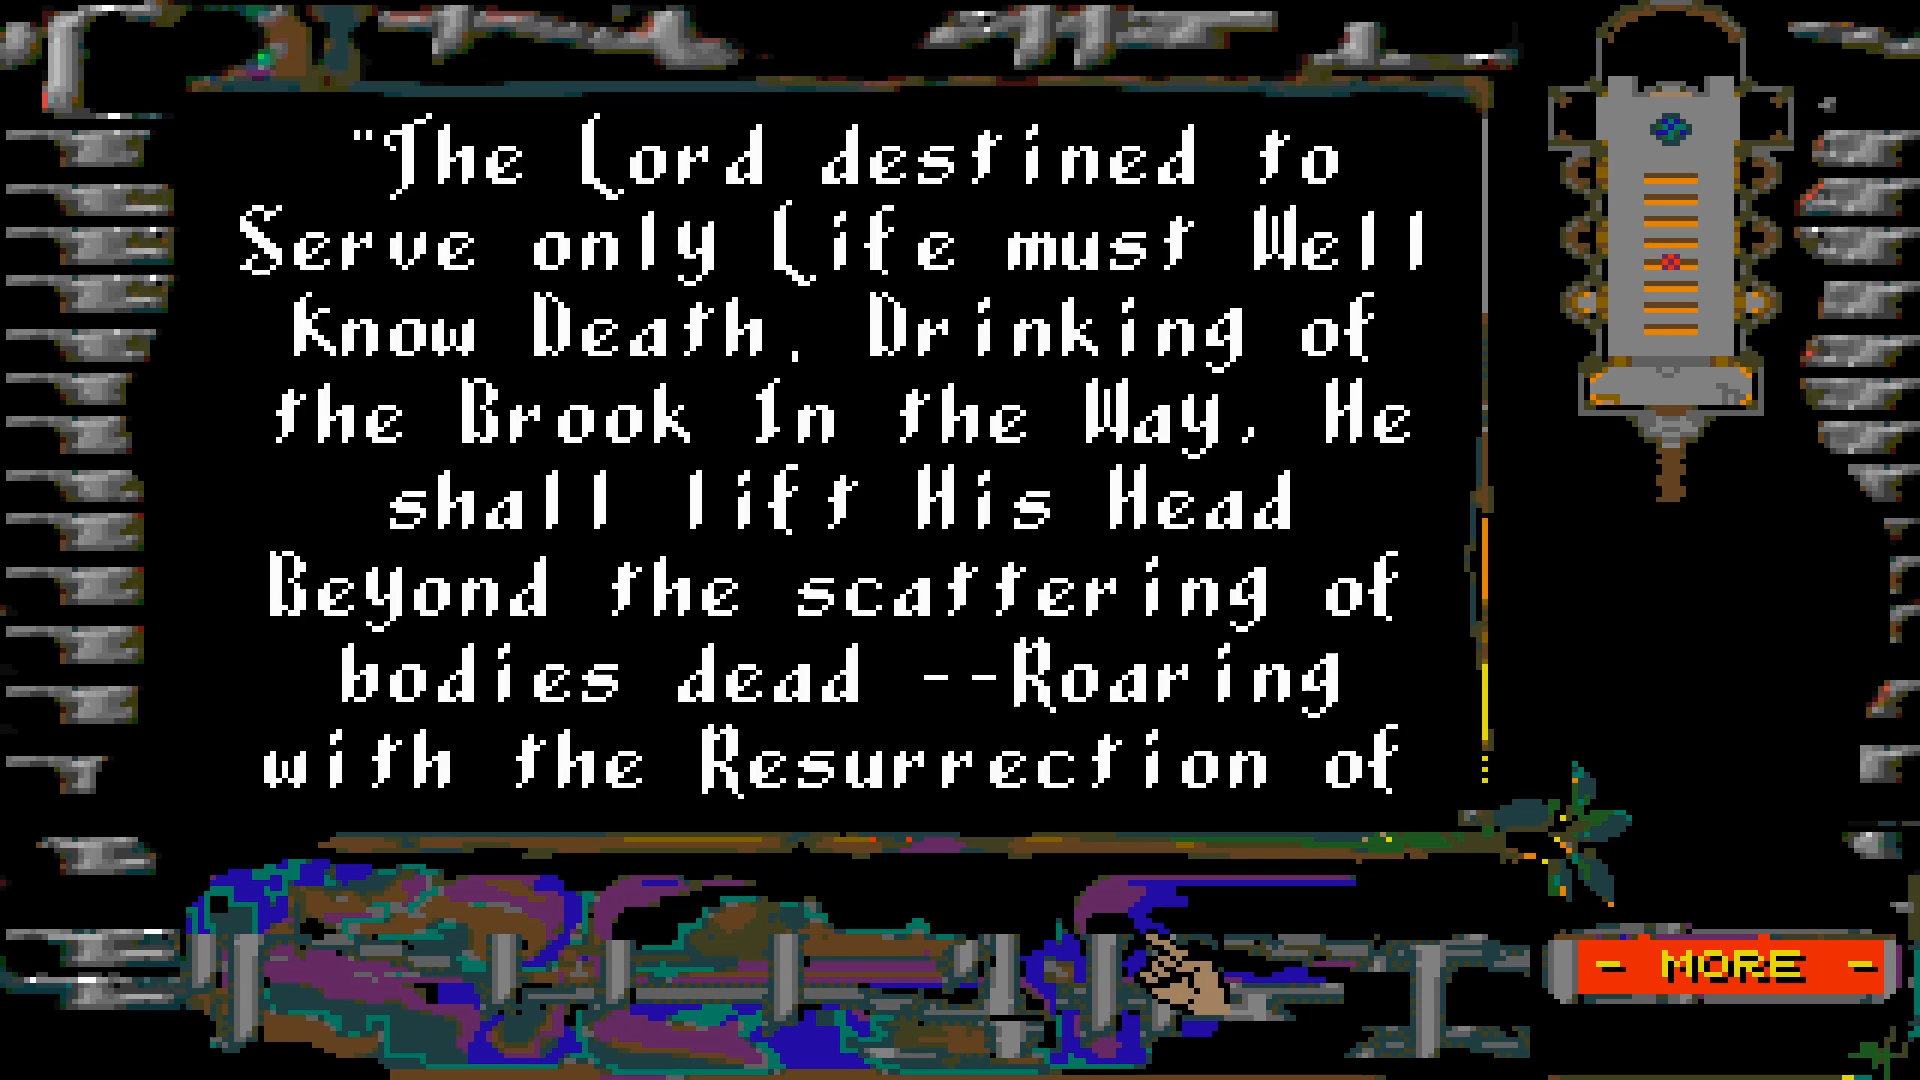 "The Lord destined to
Serve only Life must Well
Know Death. Drinking of
the Brook In the Way, He
shall lift His Head
Beyond the scattering of
bodies dead --Roaring
with the Resurrection of
- MORE -